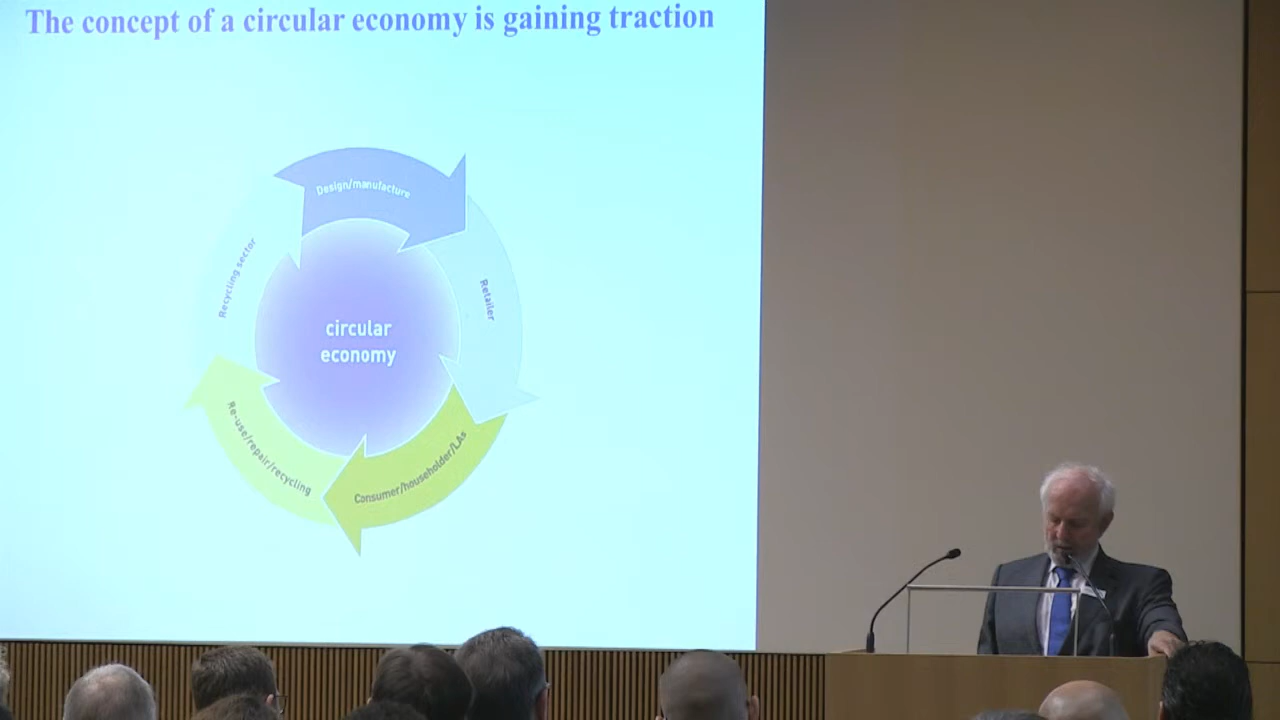 The concept of a circular economy is gaining traction
Design/manufacture
Retailer
Consumer/householder/LAs
Re-use/repair/recycling
Recycling sector
circular
economy